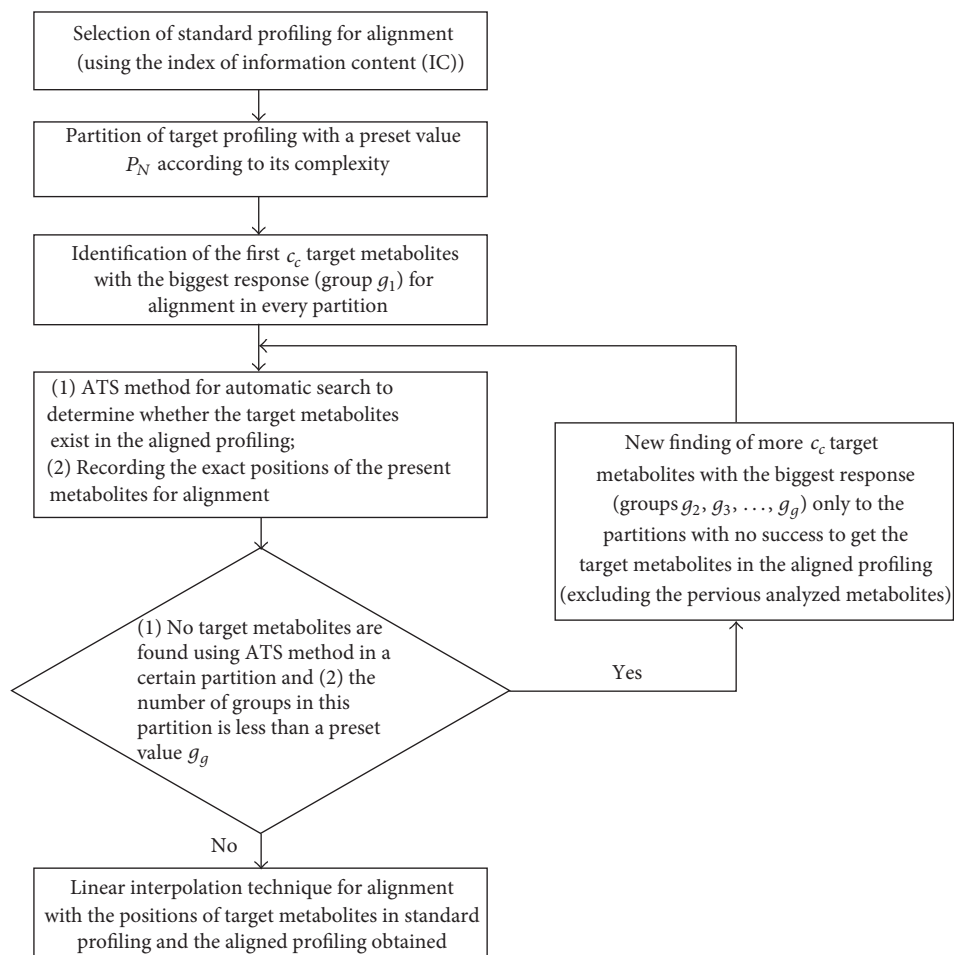 Selection of standard profiling for alignment
(using the index of information content (IC))
Partition of target profiling with a preset value
P_N according to its complexity
Identification of the first c_c target metabolites
with the biggest response (group g_1) for
alignment in every partition
(1) ATS method for automatic search to
determine whether the target metabolites
exist in the aligned profiling;
(2) Recording the exact positions of the present
metabolites for alignment
New finding of more c_c target
metabolites with the biggest response
(groups g_2, g_3, . . . , g_g) only to the
partitions with no success to get the
target metabolites in the aligned profiling
(excluding the pervious analyzed metabolites)
(1) No target metabolites are
found using ATS method in a
certain partition and (2) the
number of groups in this
partition is less than a preset
value g_g
Yes
No
Linear interpolation technique for alignment
with the positions of target metabolites in standard
profiling and the aligned profiling obtained